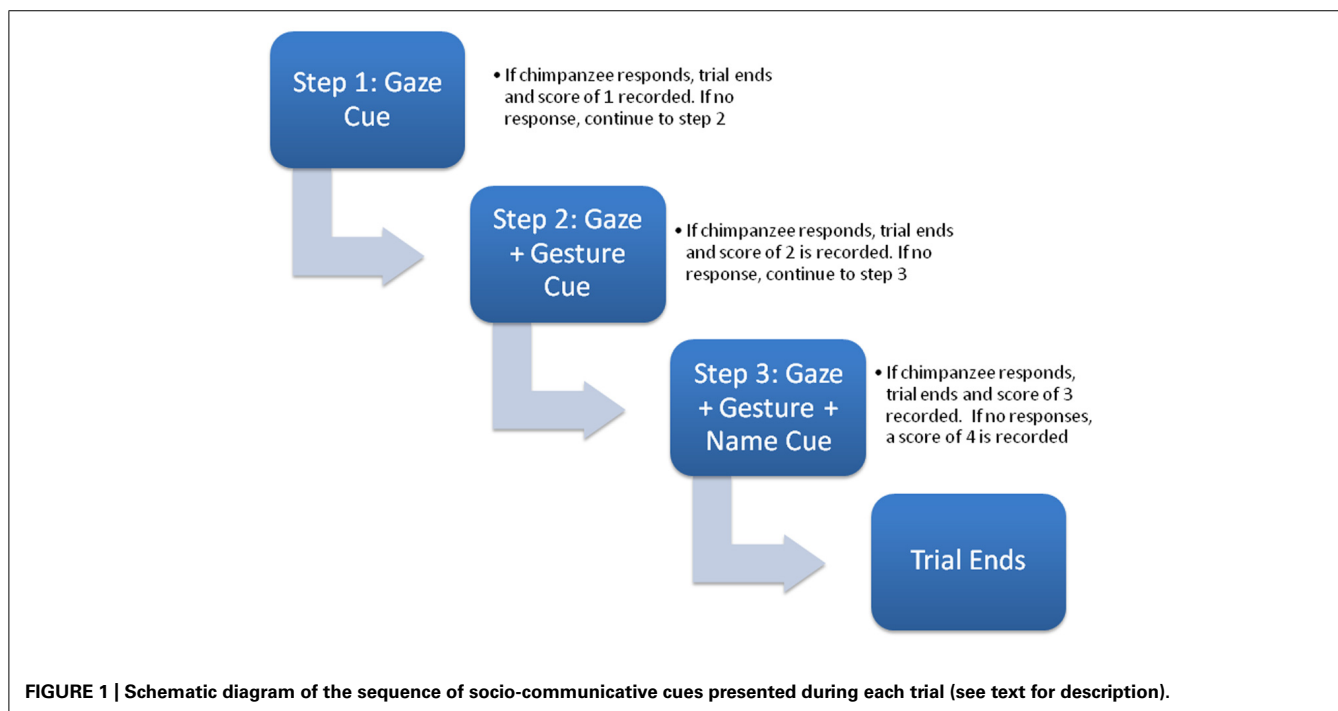 Step 1: Gaze
Cue
• If chimpanzee responds, trial ends
and score of 1 recorded. If no
response, continue to step 2
Step 2: Gaze
+ Gesture
Cue
• If chimpanzee responds, trial ends
and score of 2 is recorded. If no
response, continue to step 3
Step 3: Gaze
+ Gesture +
Name Cue
• If chimpanzee responds,
trial ends and score of 3
recorded. If no responses,
a score of 4 is recorded
Trial Ends
FIGURE 1 | Schematic diagram of the sequence of socio-communicative cues presented during each trial (see text for description).